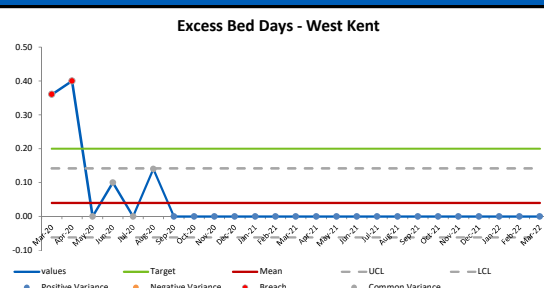 Excess Bed Days - West Kent
0.50
0.40
0.30
0.20
0.10
0.00
-0.10
Mar-20 Apr-20 May-20 Jun-20 Jul-20 Aug-20 Sep-20 Oct-20 Nov-20 Dec-20 Jan-21 Feb-21 Mar-21 Apr-21 May-21 Jun-21 Jul-21 Aug-21 Sep-21 Oct-21 Nov-21 Dec-21 Jan-22 Feb-22 Mar-22
values Target Mean UCL LCL
Positive Variance Negative Variance Breach Common Variance